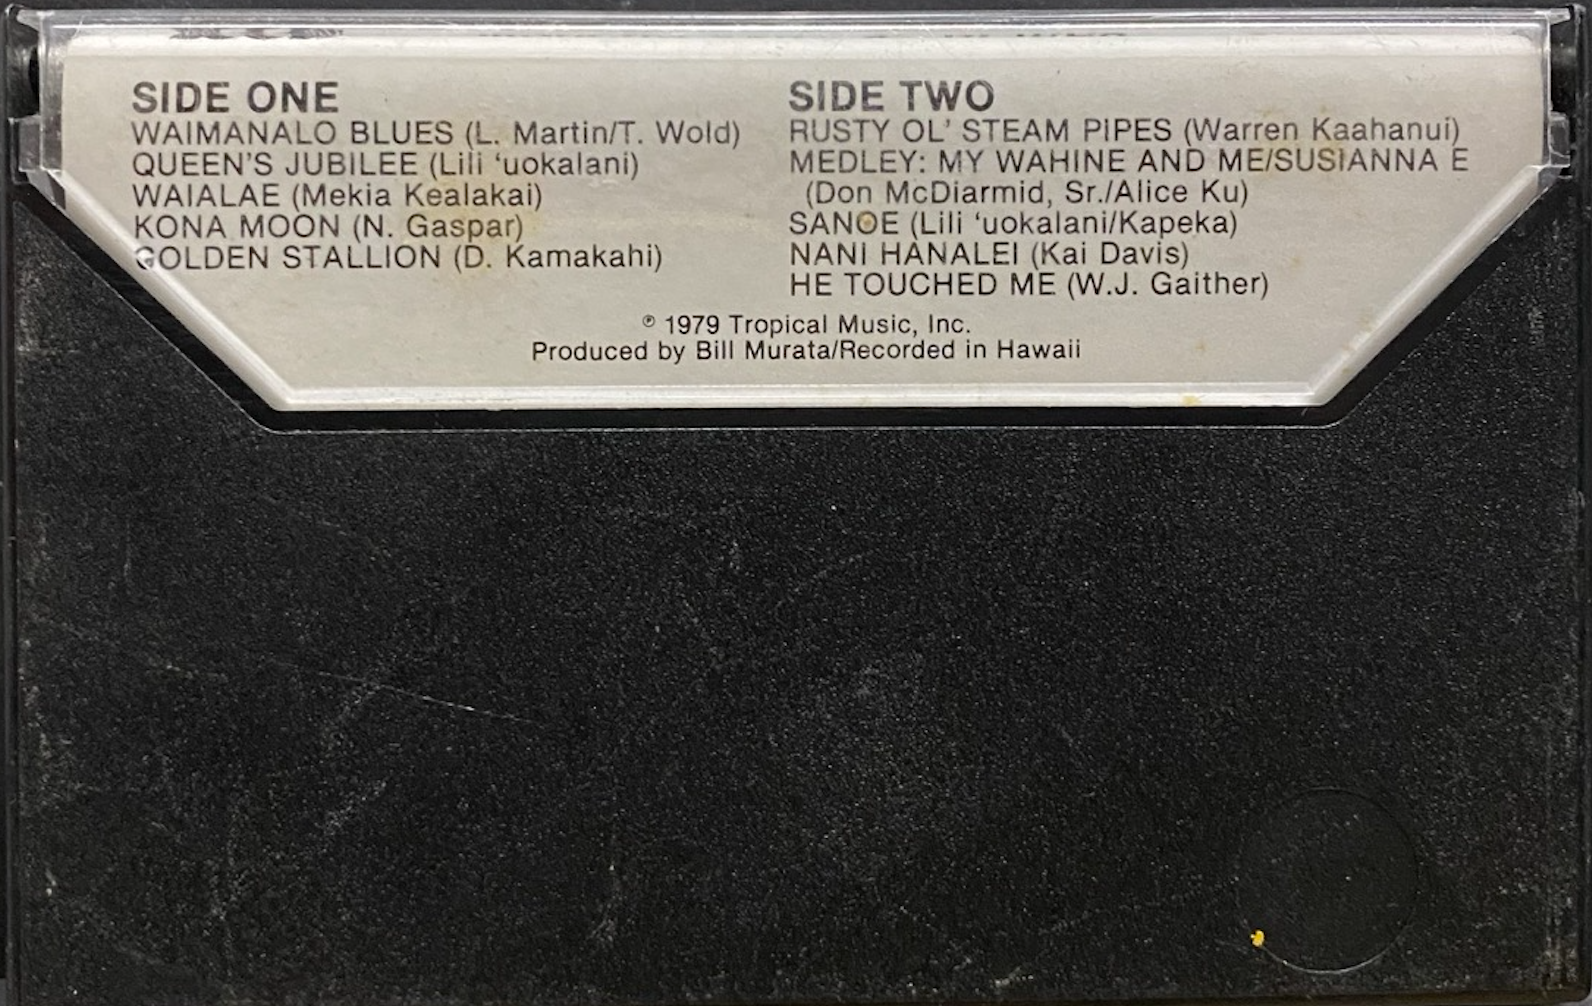 SIDE ONE
WAIMANALO BLUES (L. Martin/T. Wold)
QUEEN'S JUBILEE (Lili ‘uokalani)
WAIALAE (Mekia Kealakai)
KONA MOON (N. Gaspar)
GOLDEN STALLION (D. Kamakahi)
SIDE TWO
RUSTY OL' STEAM PIPES (Warren Kaahanui)
MEDLEY: MY WAHINE AND ME/SUSIANNA E
(Don McDiarmid, Sr./Alice Ku)
SANOE (Lili ‘uokalani/Kapeka)
NANI HANALEI (Kai Davis)
HE TOUCHED ME (W.J. Gaither)
℗ 1979 Tropical Music, Inc.
Produced by Bill Murata/Recorded in Hawaii